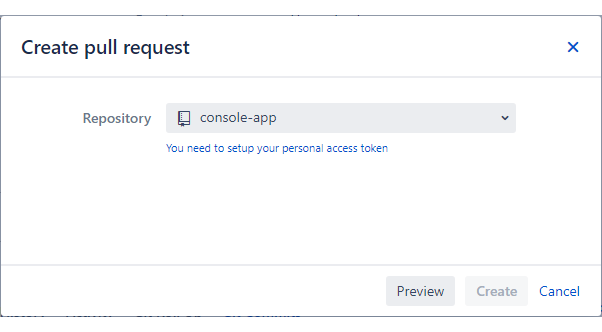 Create pull request
Repository
console-app
You need to setup your personal access token
Preview
Create
Cancel